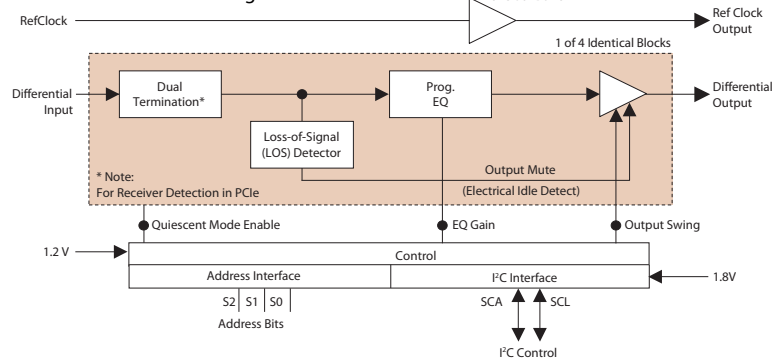 RefClock
Ref Clock
Output
1 of 4 Identical Blocks
Differential
Input
Dual
Termination*
Prog.
EQ
Differential
Output
Loss-of-Signal
(LOS) Detector
* Note:
For Receiver Detection in PCIe
Output Mute
(Electrical Idle Detect)
Quiescent Mode Enable
EQ Gain
Output Swing
1.2 V
Control
Address Interface
I²C Interface
1.8V
S2 S1 S0
SCA SCL
Address Bits
I²C Control